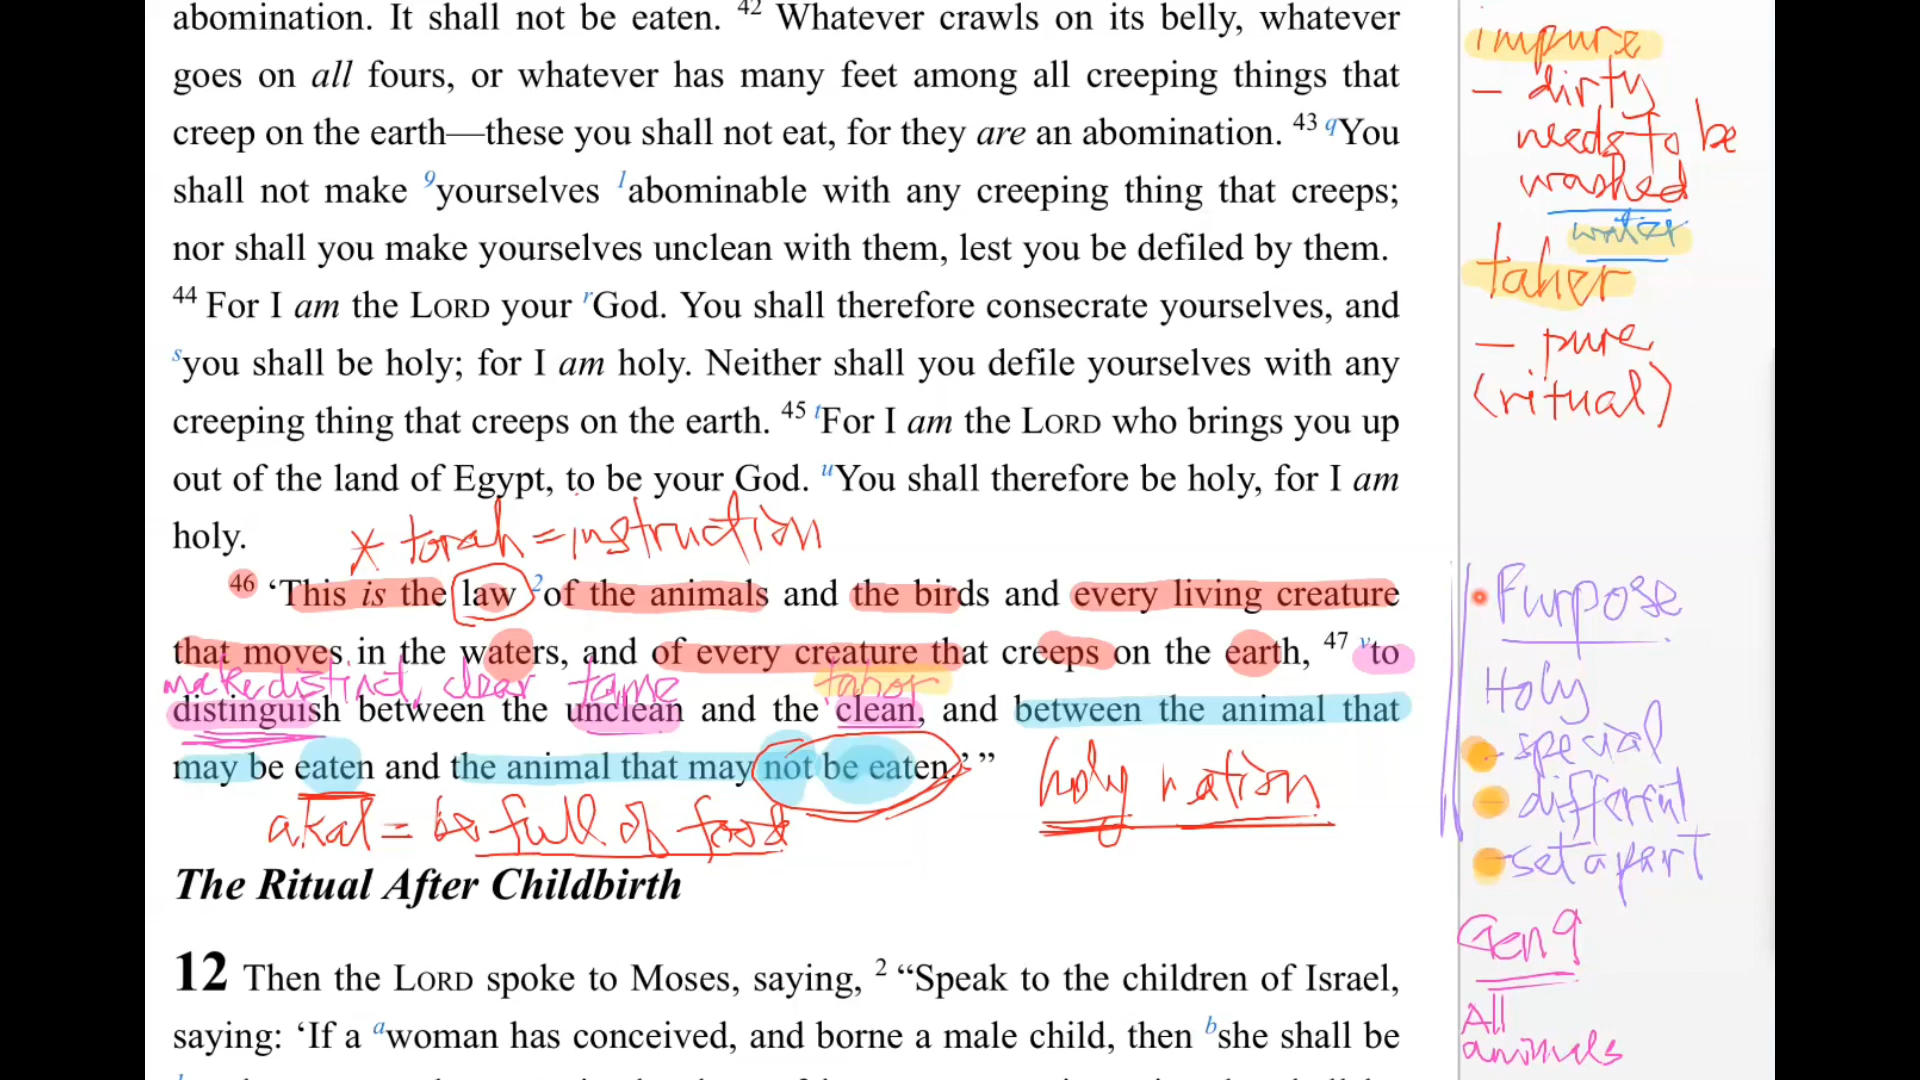 abomination. It shall not be eaten. 42 Whatever crawls on its belly, whatever
goes on all fours, or whatever has many feet among all creeping things that
creep on the earth—these you shall not eat, for they are an abomination. 43 qYou
shall not make 9yourselves 1abominable with any creeping thing that creeps;
nor shall you make yourselves unclean with them, lest you be defiled by them.
44 For I am the LORD your rGod. You shall therefore consecrate yourselves, and
syou shall be holy; for I am holy. Neither shall you defile yourselves with any
creeping thing that creeps on the earth. 45 tFor I am the LORD who brings you up
out of the land of Egypt, to be your God. uYou shall therefore be holy, for I am
holy.
* torah = instruction
46 ‘This is the law 2of the animals and the birds and every living creature
that moves in the waters, and of every creature that creeps on the earth, 47 vto
make distinct, clear tame tahor
distinguish between the unclean and the clean, and between the animal that
may be eaten and the animal that may not be eaten.’ ”
holy nation
akal = be full of food
The Ritual After Childbirth
12 Then the LORD spoke to Moses, saying, 2 “Speak to the children of Israel,
saying: ‘If a awoman has conceived, and borne a male child, then bshe shall be
impure
- dirty
needs to be
washed
water
taher
- pure
(ritual)
Purpose
Holy
- special
- different
- set apart
Gen 9
All
animals